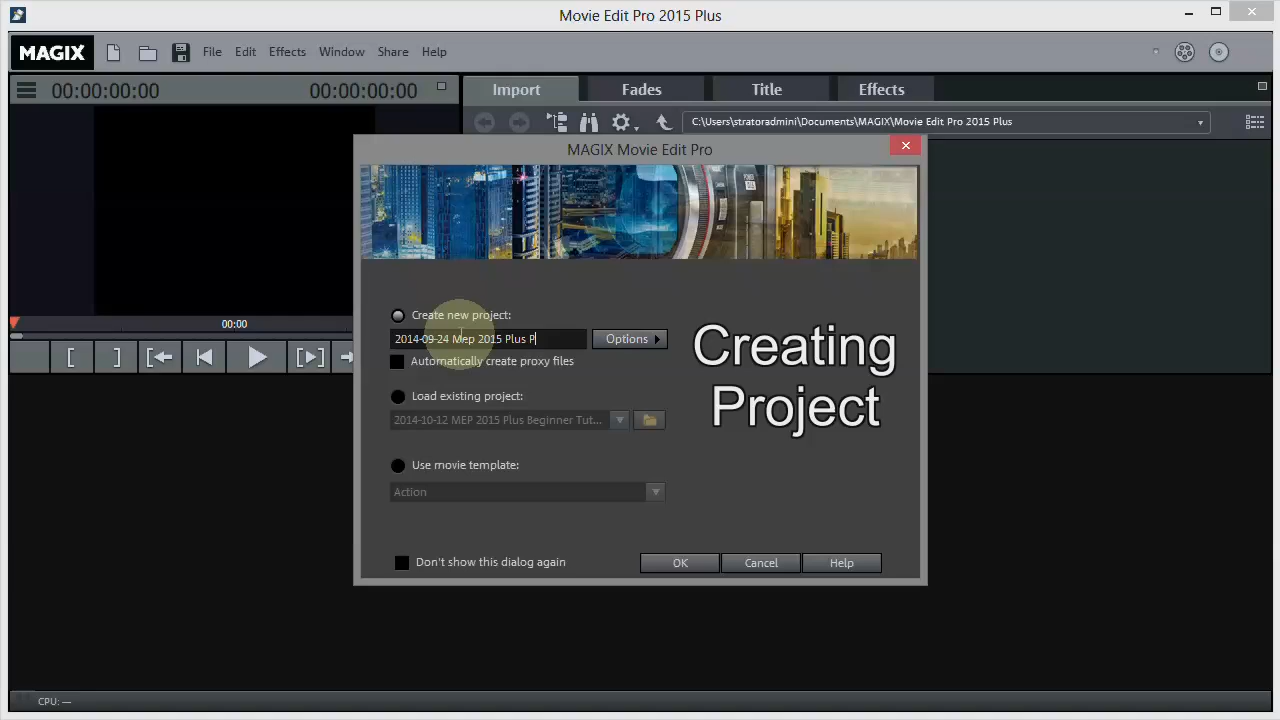 Movie Edit Pro 2015 Plus
MAGIX File Edit Effects Window Share Help
00:00:00:00 00:00:00:00
Import Fades Title Effects
C:\Users\stratoradmini\Documents\MAGIX\Movie Edit Pro 2015 Plus
MAGIX Movie Edit Pro
00:00
Create new project:
2014-09-24 Mep 2015 Plus P
Options
Automatically create proxy files
Load existing project:
2014-10-12 MEP 2015 Plus Beginner Tut...
Use movie template:
Action
Creating
Project
Don't show this dialog again
OK Cancel Help
CPU: —